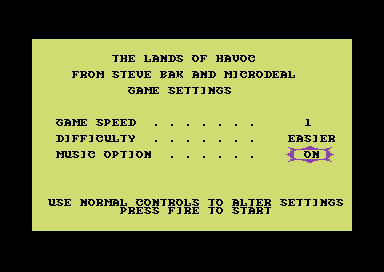 THE LANDS OF HAVOC
FROM STEVE BAK AND MICRODEAL
GAME SETTINGS
GAME SPEED . . . . . . . 1
DIFFICULTY . . . . . . . EASIER
MUSIC OPTION . . . . . . ON
USE NORMAL CONTROLS TO ALTER SETTINGS
PRESS FIRE TO START